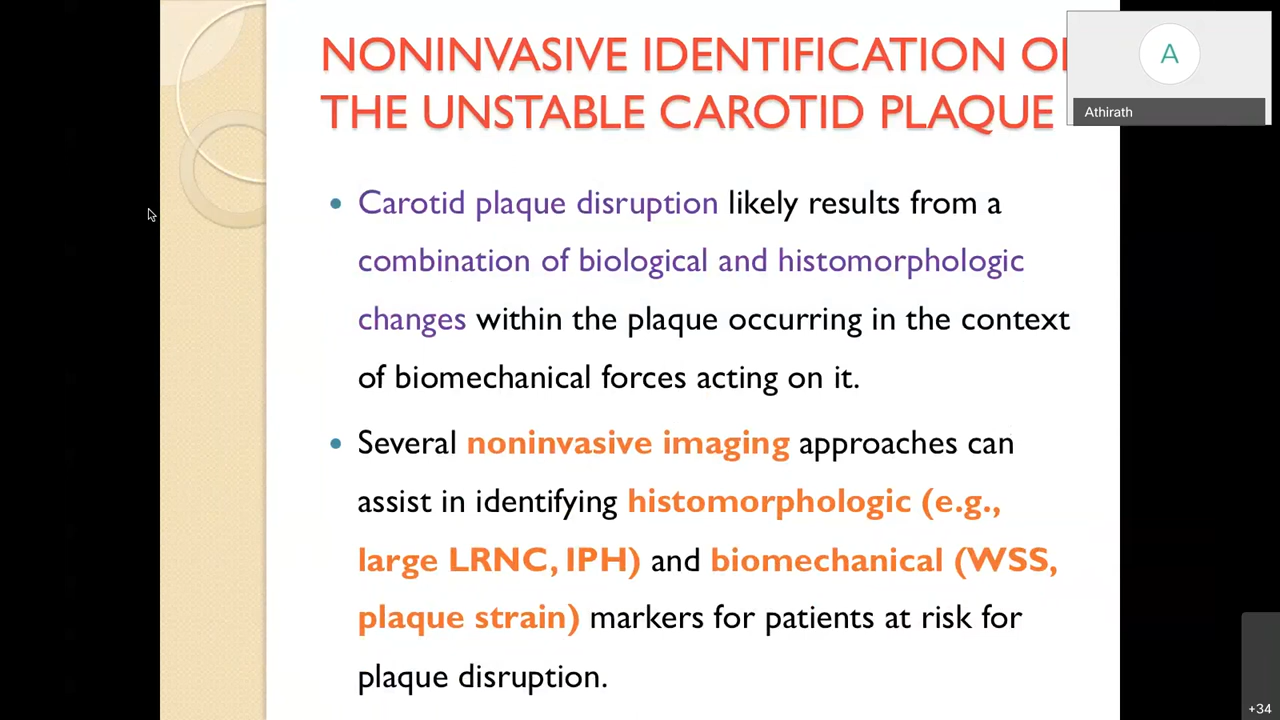 NONINVASIVE IDENTIFICATION
THE UNSTABLE CAROTID PLAQUE
A
Athirath
• Carotid plaque disruption likely results from a
combination of biological and histomorphologic
changes within the plaque occurring in the context
of biomechanical forces acting on it.
• Several noninvasive imaging approaches can
assist in identifying histomorphologic (e.g.,
large LRNC, IPH) and biomechanical (WSS,
plaque strain) markers for patients at risk for
plaque disruption.
+34